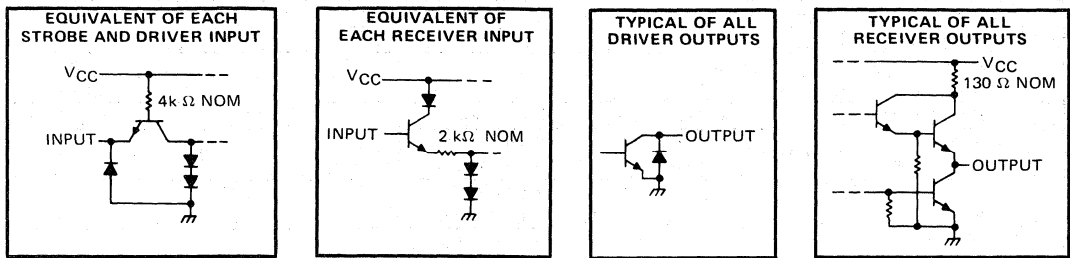 EQUIVALENT OF EACH
STROBE AND DRIVER INPUT
VCC
4k Ω NOM
INPUT
EQUIVALENT OF
EACH RECEIVER INPUT
VCC
INPUT
2 kΩ NOM
TYPICAL OF ALL
DRIVER OUTPUTS
OUTPUT
TYPICAL OF ALL
RECEIVER OUTPUTS
VCC
130 Ω NOM
OUTPUT